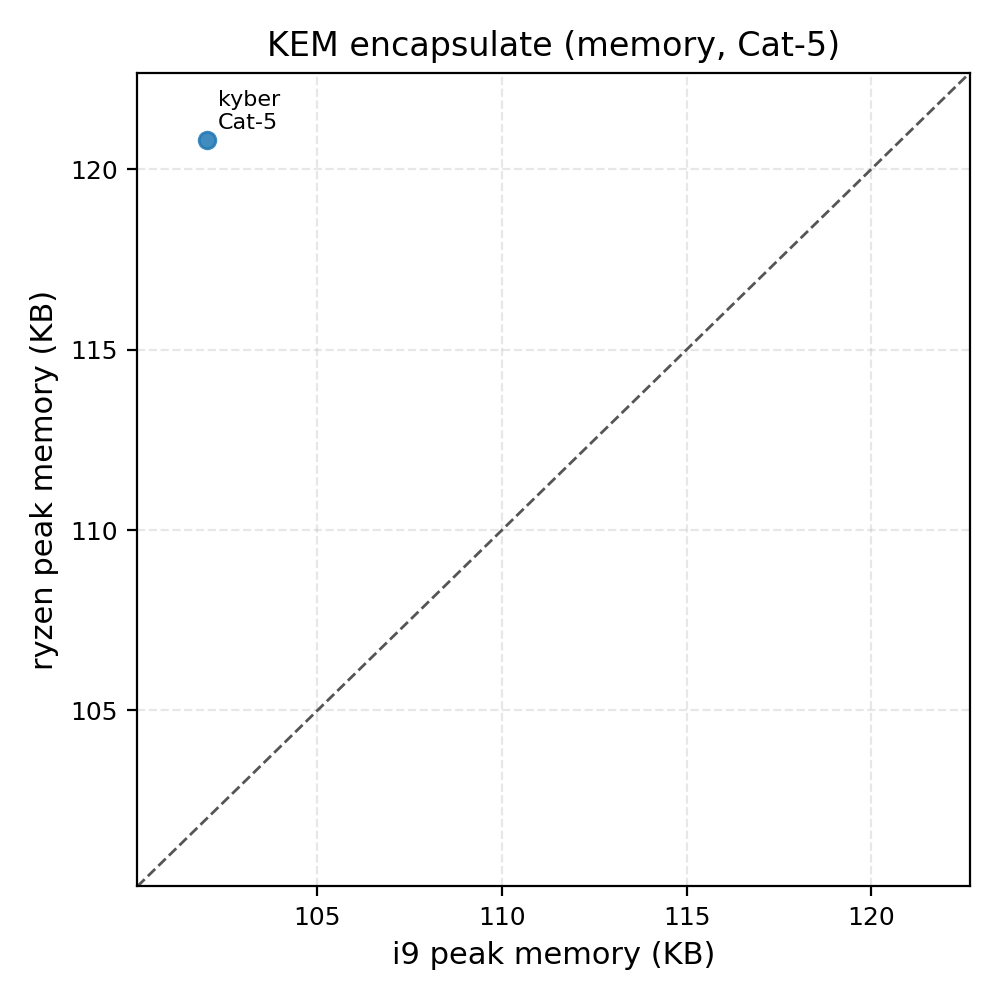 KEM encapsulate (memory, Cat-5)
kyber
Cat-5
ryzen peak memory (KB)
120
115
110
105
105
110
115
120
i9 peak memory (KB)